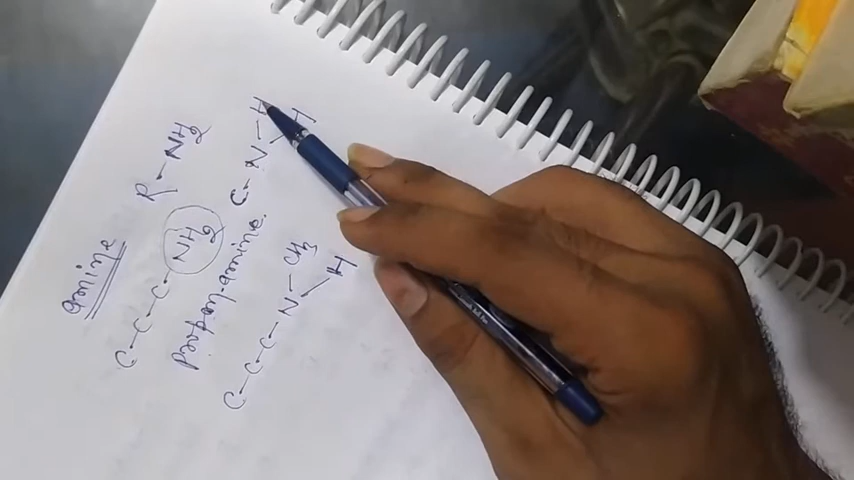 amine
R-NH2
C-C-C-NH2
propan-amine.
C-N-H
H
C-C-C-N-CH3
H